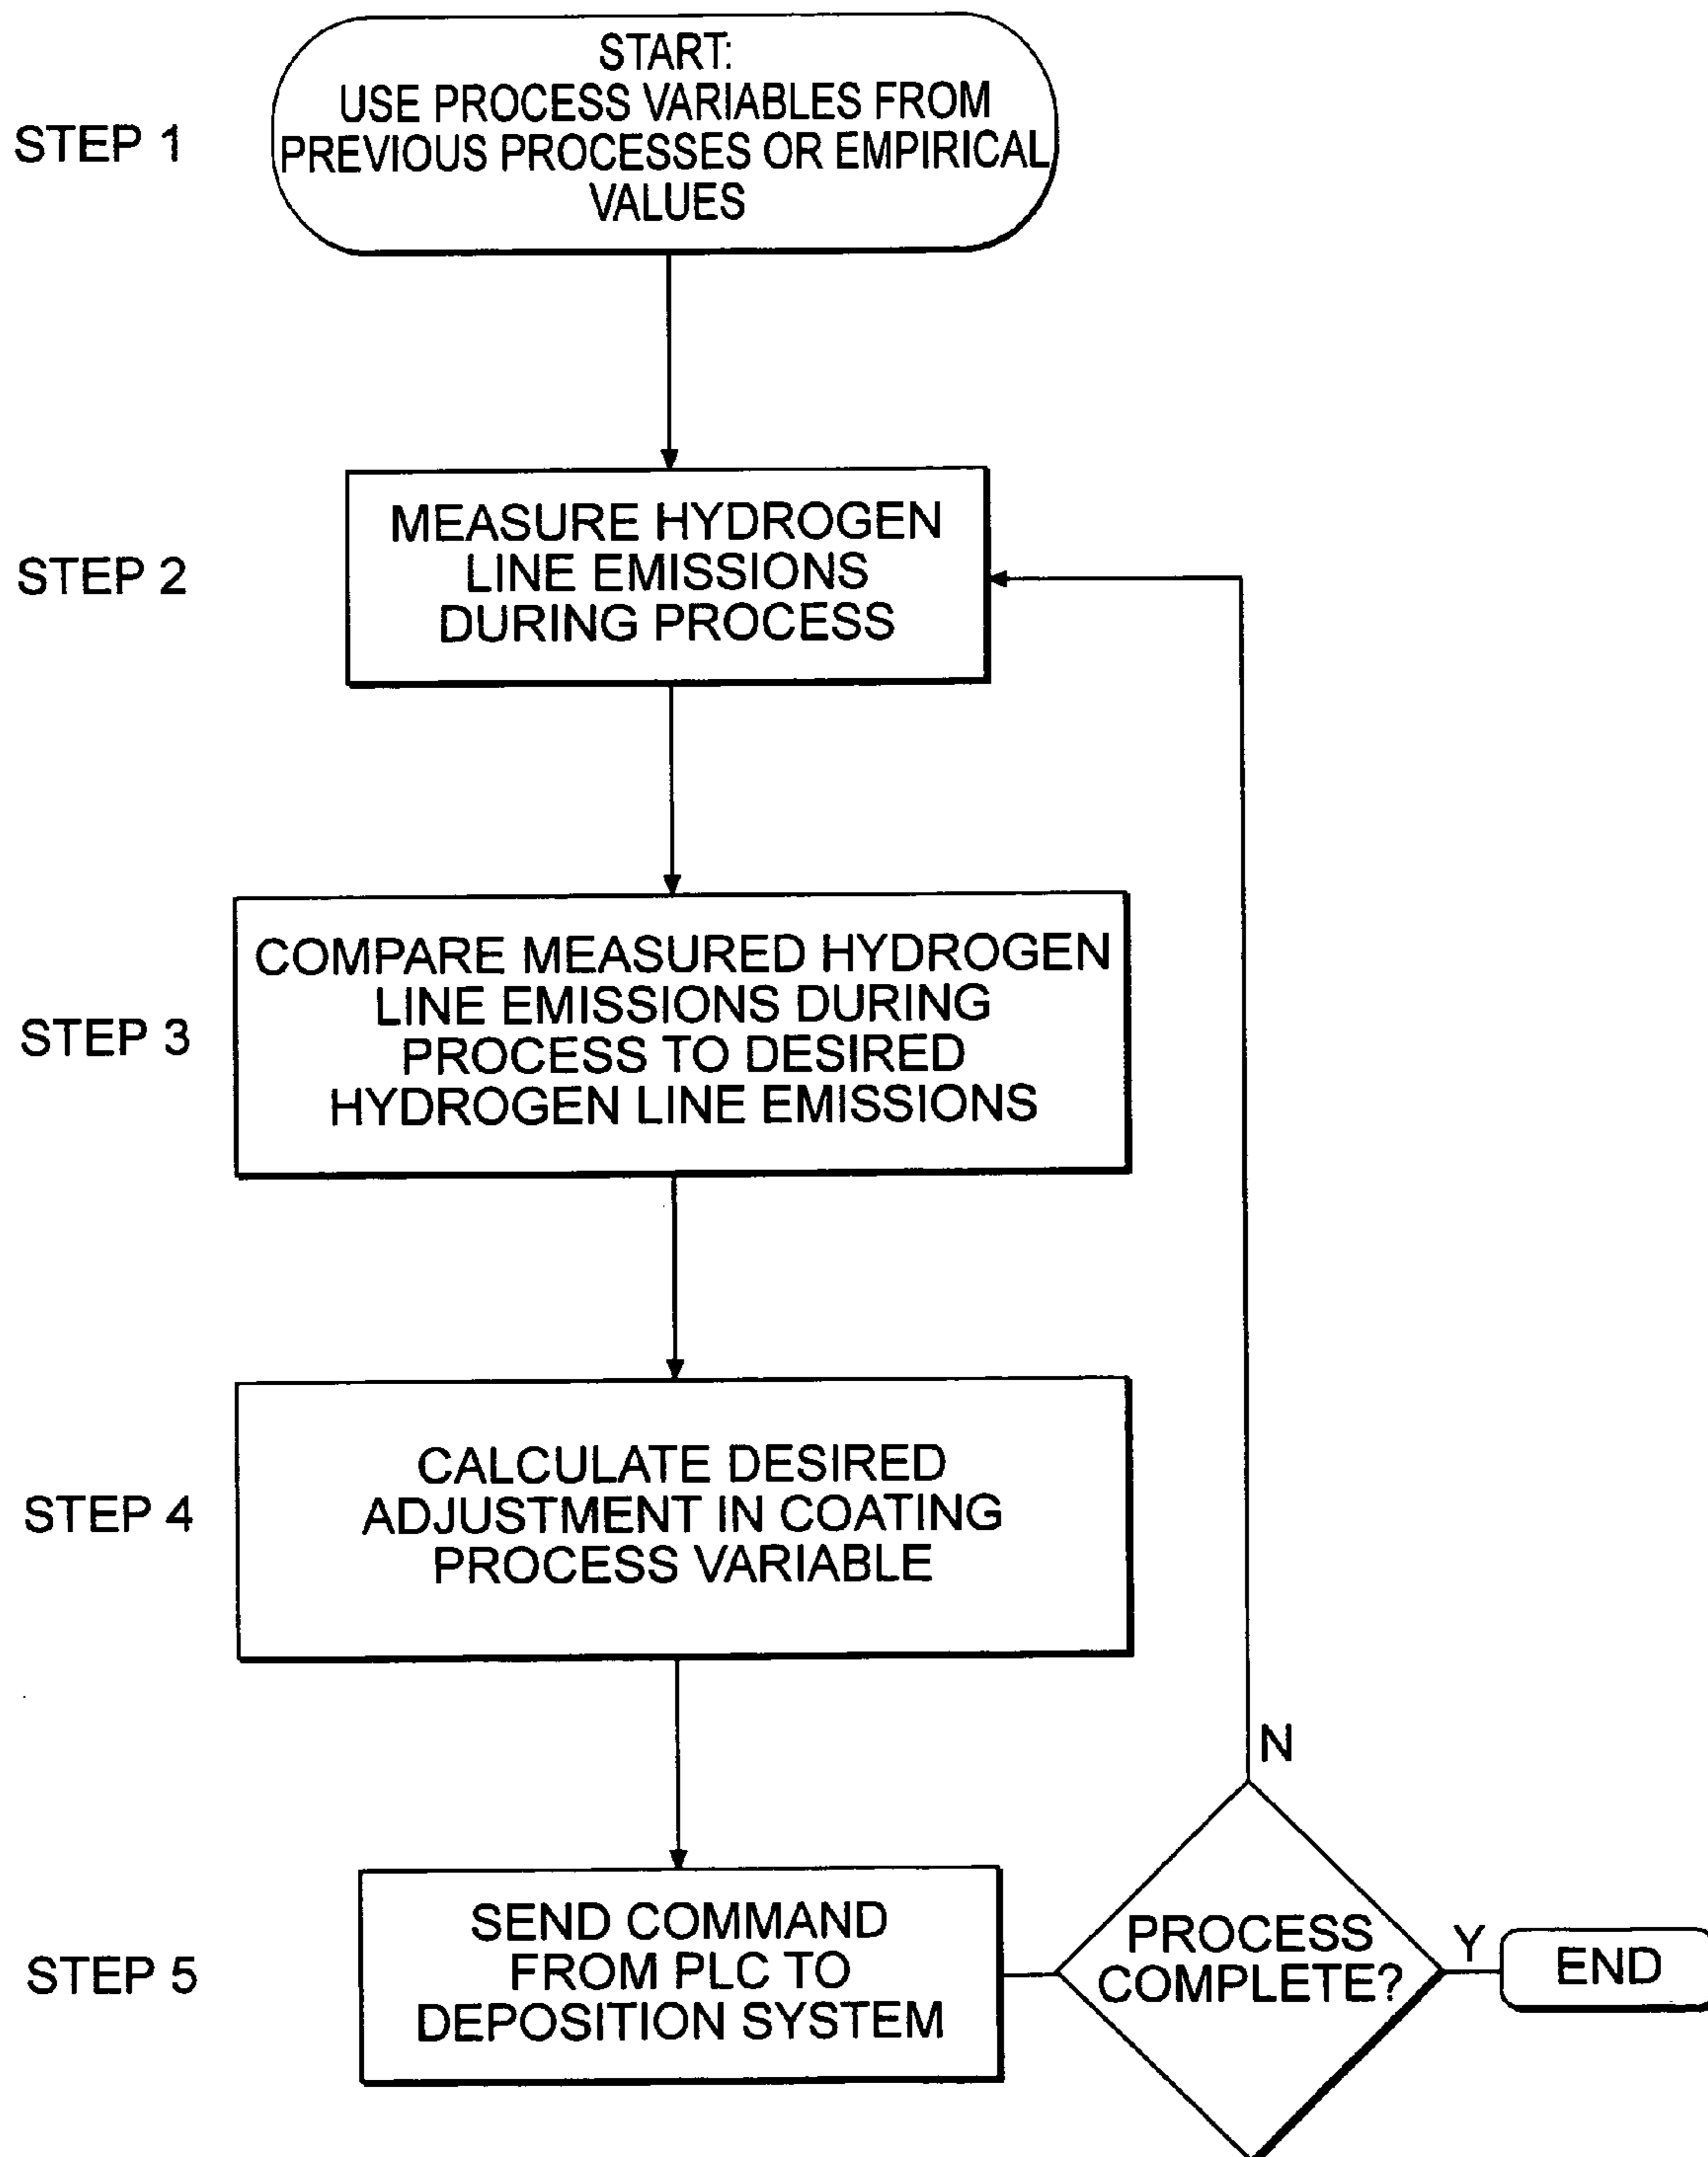 STEP 1
START:
USE PROCESS VARIABLES FROM
PREVIOUS PROCESSES OR EMPIRICAL
VALUES
STEP 2
MEASURE HYDROGEN
LINE EMISSIONS
DURING PROCESS
STEP 3
COMPARE MEASURED HYDROGEN
LINE EMISSIONS DURING
PROCESS TO DESIRED
HYDROGEN LINE EMISSIONS
STEP 4
CALCULATE DESIRED
ADJUSTMENT IN COATING
PROCESS VARIABLE
STEP 5
SEND COMMAND
FROM PLC TO
DEPOSITION SYSTEM
PROCESS
COMPLETE?
N
Y
END